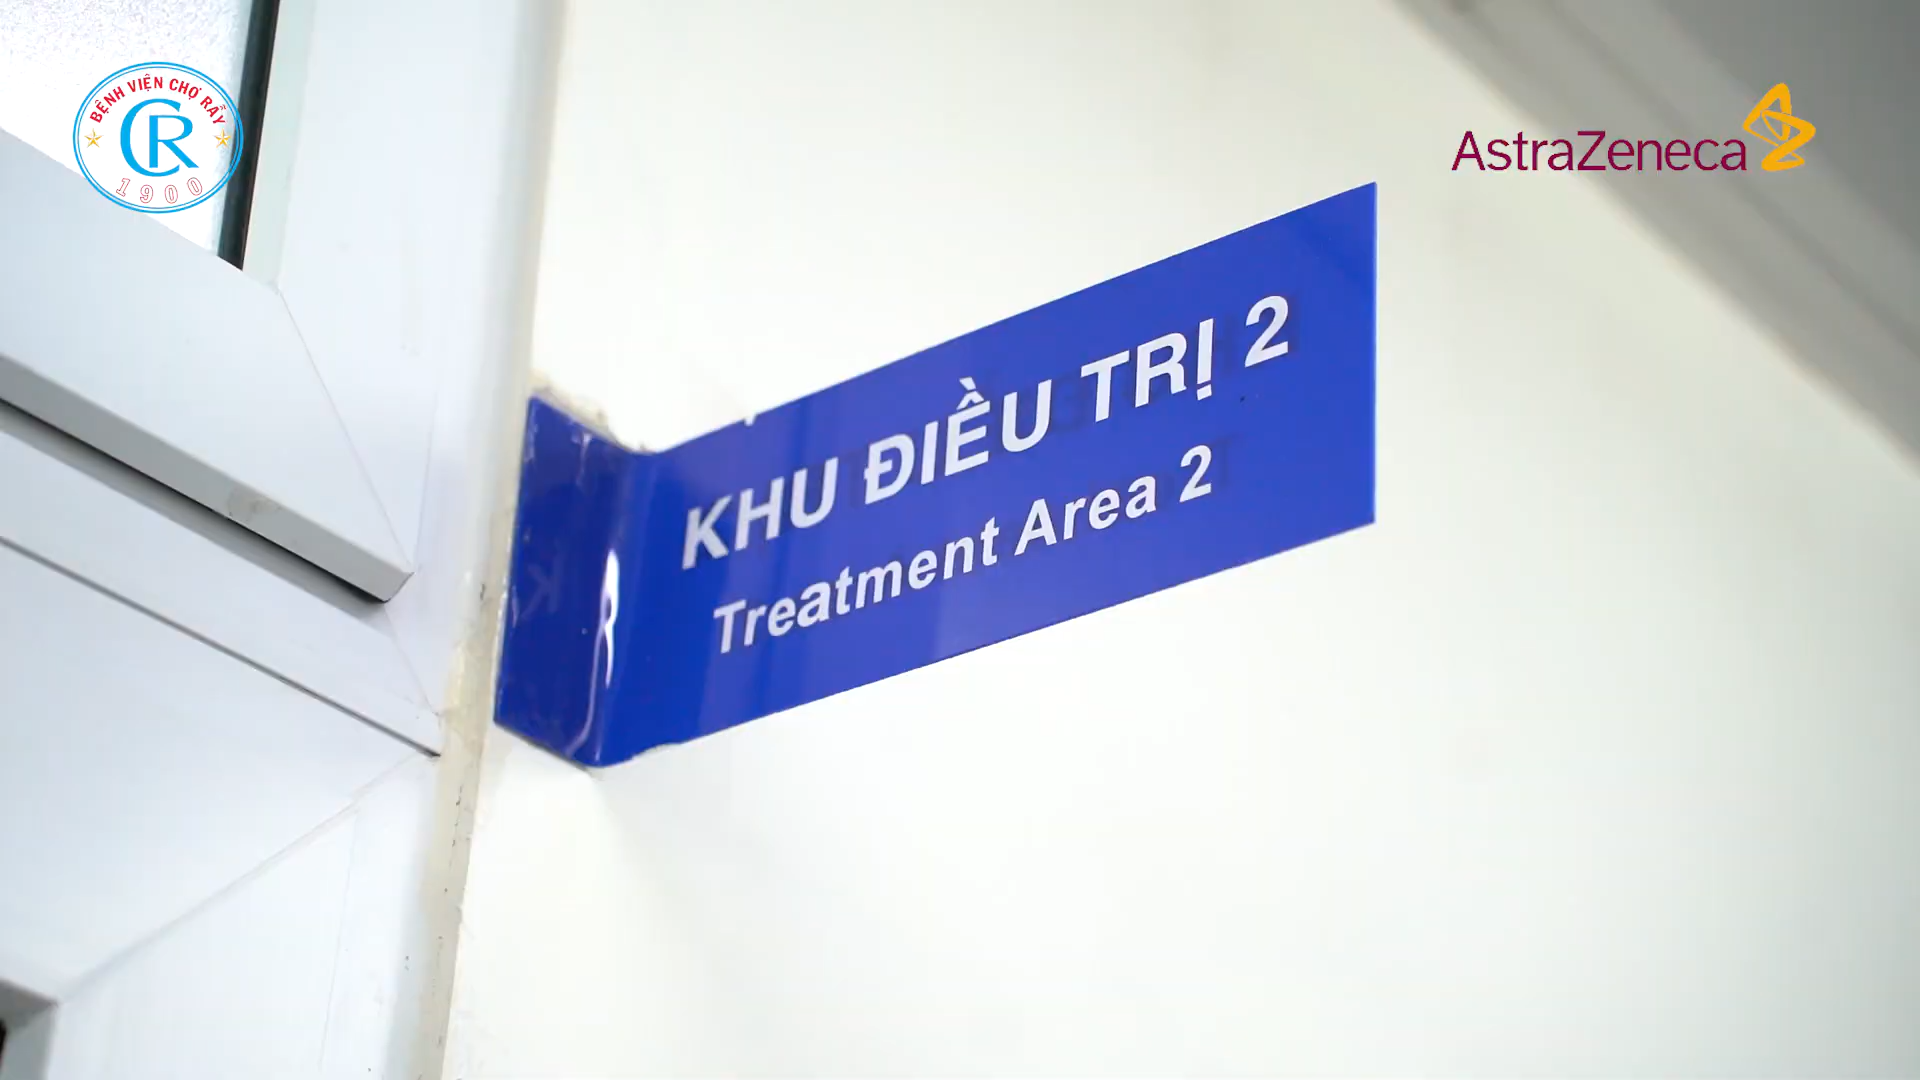 BỆNH VIỆN CHỢ RẪY
CR
1900
AstraZeneca
KHU ĐIỀU TRỊ 2
Treatment Area 2